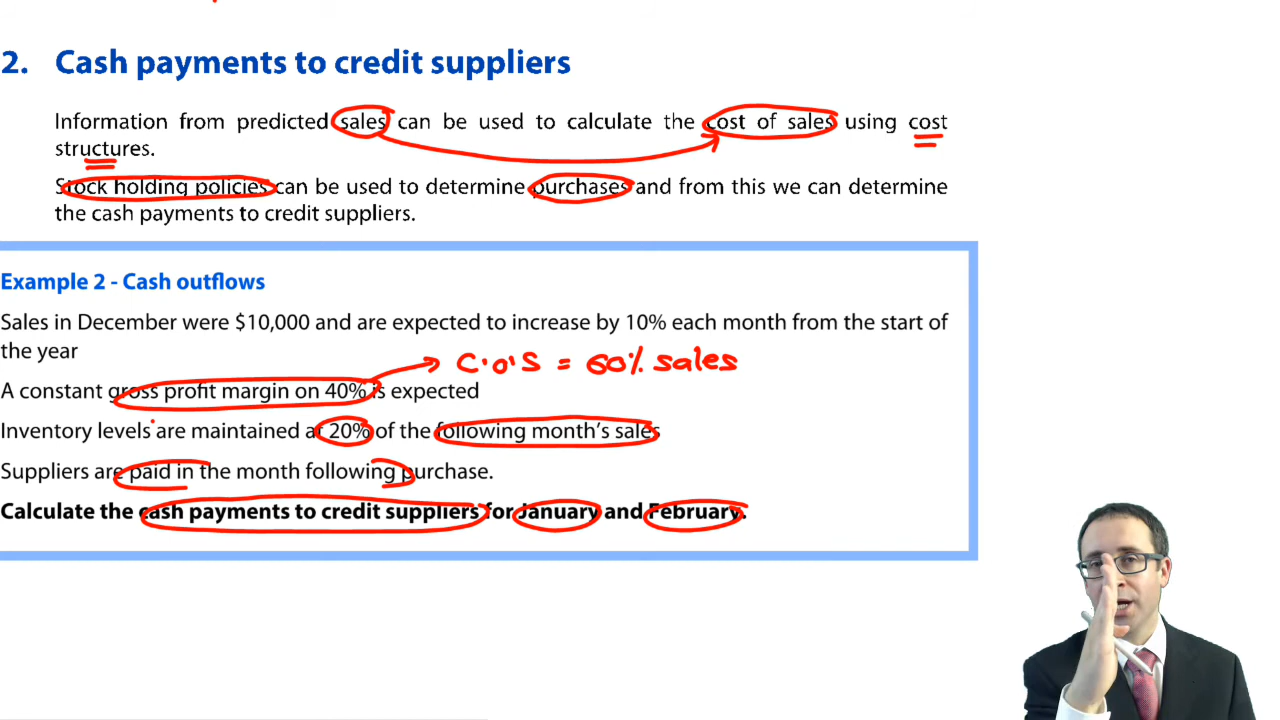 2. Cash payments to credit suppliers
Information from predicted sales can be used to calculate the cost of sales using cost
structures.
Stock holding policies can be used to determine purchases and from this we can determine
the cash payments to credit suppliers.
Example 2 - Cash outflows
Sales in December were $10,000 and are expected to increase by 10% each month from the start of
the year
C.O.S = 60% sales
A constant gross profit margin on 40% is expected
Inventory levels are maintained at 20% of the following month's sales
Suppliers are paid in the month following purchase.
Calculate the cash payments to credit suppliers for January and February.